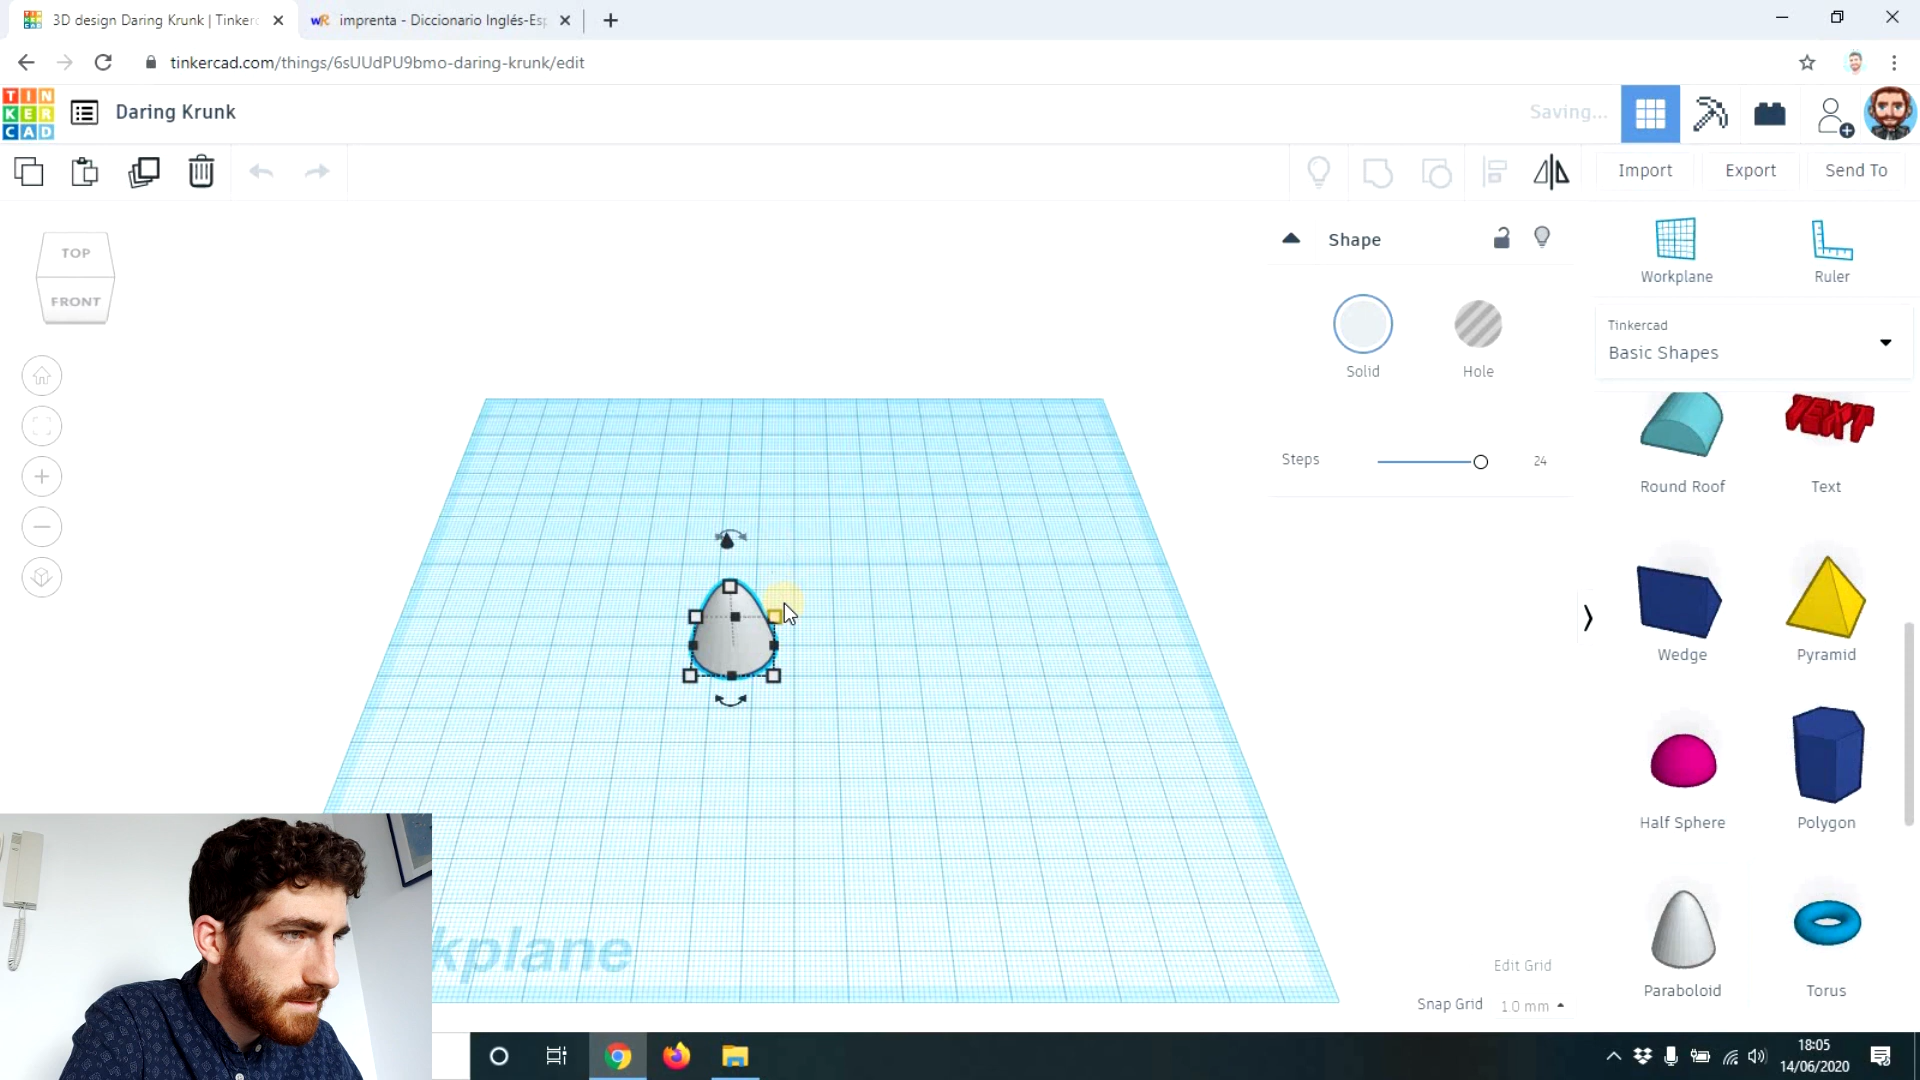 3D design Daring Krunk | Tinker
imprenta - Diccionario Inglés-Esp
tinkercad.com/things/6sUUdPU9bmo-daring-krunk/edit
TIN
KER
CAD
Daring Krunk
Saving...
Import
Export
Send To
TOP
FRONT
Shape
Solid
Hole
Steps
24
Workplane
Ruler
Tinkercad
Basic Shapes
TEXT
Round Roof
Text
Wedge
Pyramid
Half Sphere
Polygon
Paraboloid
Torus
kplane
Edit Grid
Snap Grid
1.0 mm
18:05
14/06/2020